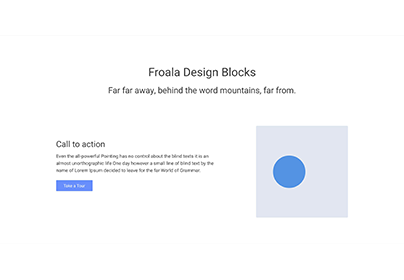 Froala Design Blocks
Far far away, behind the word mountains, far from.
Call to action
Even the all-powerful Pointing has no control about the blind texts it is an
almost unorthographic life One day however a small line of blind text by the
name of Lorem Ipsum decided to leave for the far World of Grammar.
Take a Tour